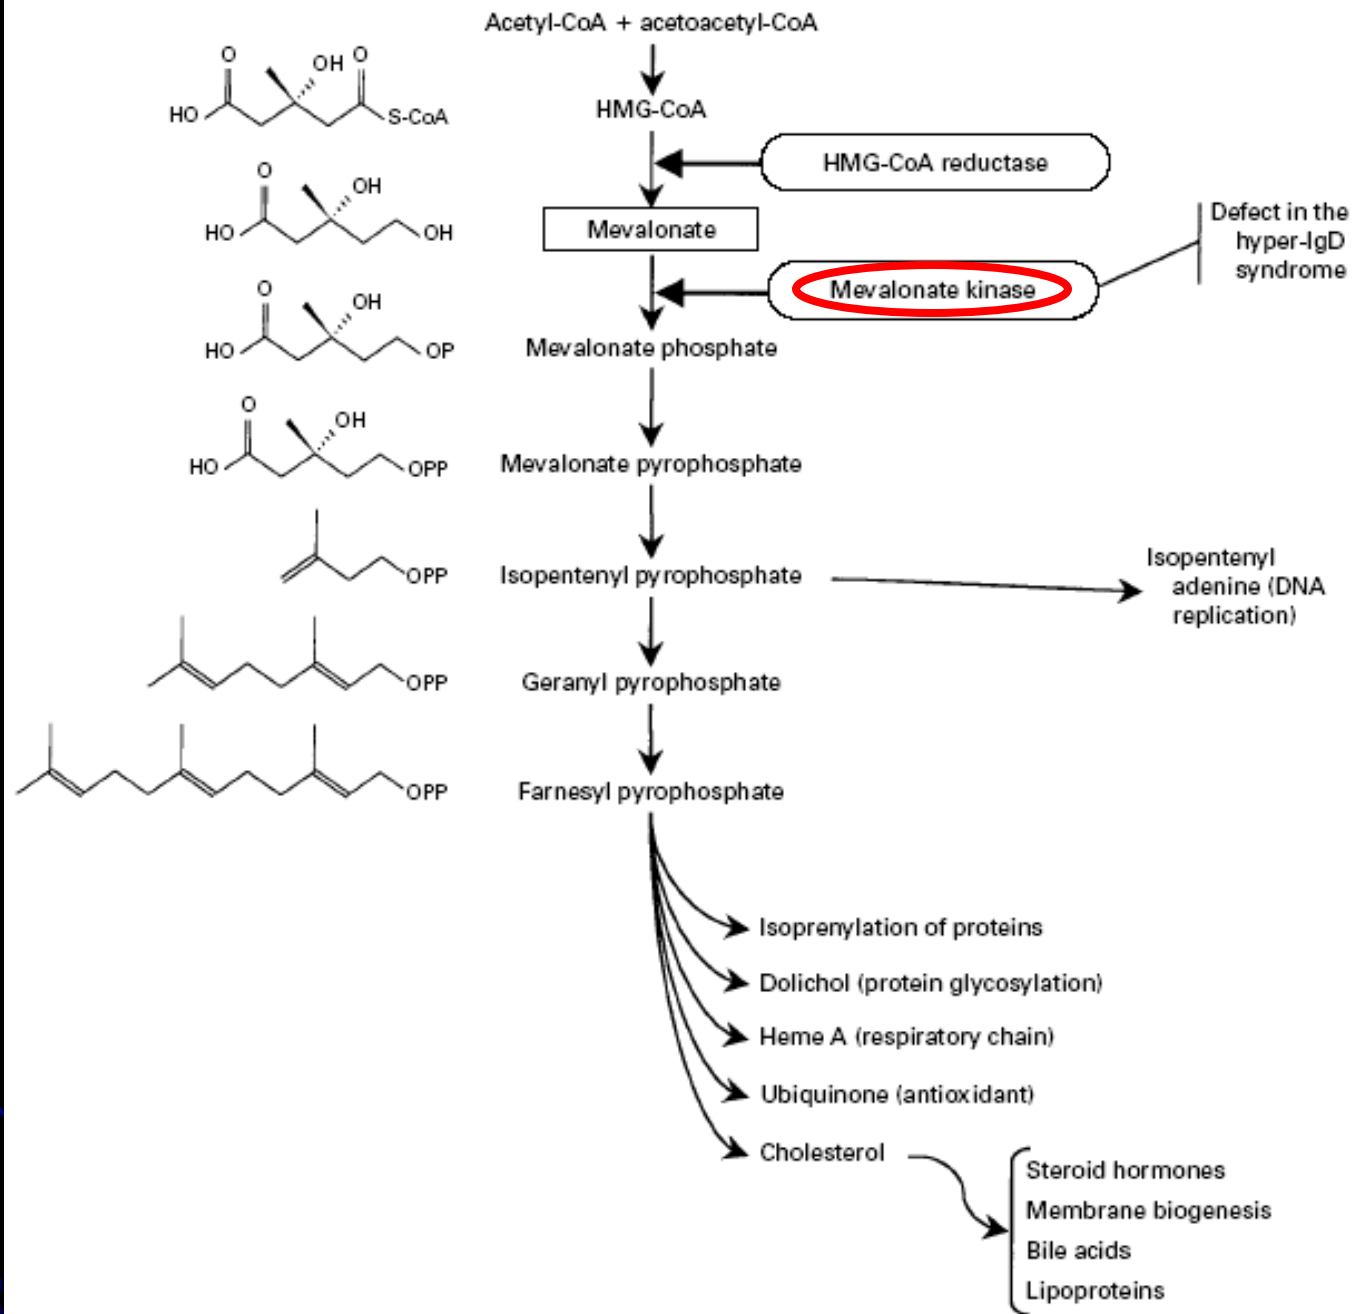 Acetyl-CoA + acetoacetyl-CoA
O
OH
O
HO
S-CoA
HMG-CoA
HMG-CoA reductase
O
OH
HO
OH
Mevalonate
Defect in the
hyper-IgD
syndrome
Mevalonate kinase
O
OH
HO
OP
Mevalonate phosphate
O
OH
HO
OPP
Mevalonate pyrophosphate
OPP
Isopentenyl pyrophosphate
Isopentenyl
adenine (DNA
replication)
OPP
Geranyl pyrophosphate
OPP
Farnesyl pyrophosphate
Isoprenylation of proteins
Dolichol (protein glycosylation)
Heme A (respiratory chain)
Ubiquinone (antioxidant)
Cholesterol
Steroid hormones
Membrane biogenesis
Bile acids
Lipoproteins